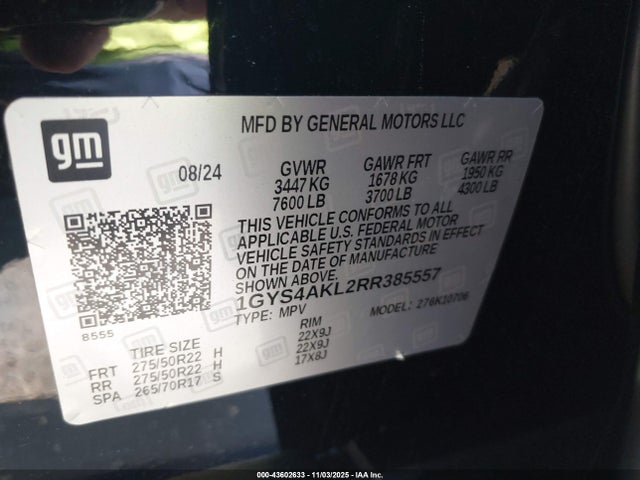 gm
MFD BY GENERAL MOTORS LLC
08/24 GVWR GAWR FRT GAWR RR
3447 KG 1678 KG 1950 KG
7600 LB 3700 LB 4300 LB
THIS VEHICLE CONFORMS TO ALL
APPLICABLE U.S. FEDERAL MOTOR
VEHICLE SAFETY STANDARDS IN EFFECT
ON THE DATE OF MANUFACTURE
SHOWN ABOVE.
1GYS4AKL2RR385557
TYPE: MPV MODEL: 276K10706
8555
TIRE SIZE RIM
FRT 275/50R22 H 22X9J
RR 275/50R22 H 22X9J
SPA 265/70R17 S 17X8J
000-43602633 - 11/03/2025 - IAA Inc.